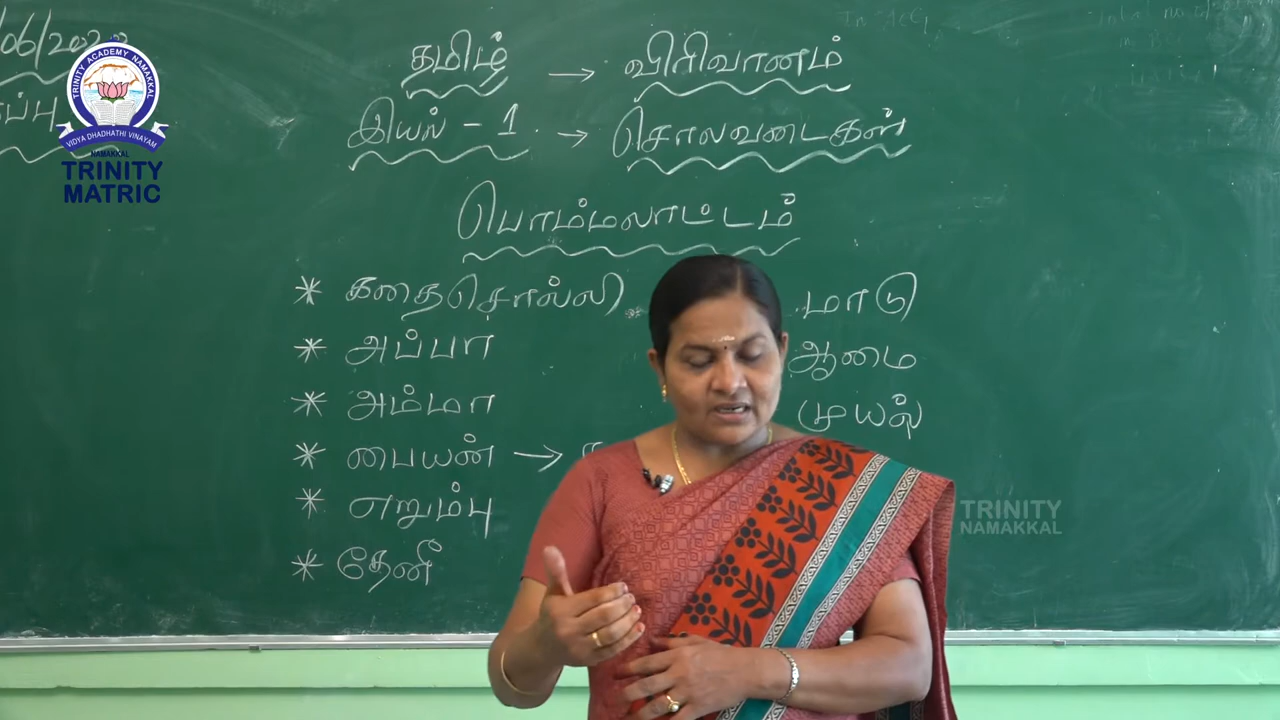 தமிழ் → விரிவானம்
இயல் - 1 → சொலவடைகள்
பொம்மலாட்டம்
* கதைசொல்லி மாடு
* அப்பா ஆமை
* அம்மா முயல்
* பையன் →
* எறும்பு
* தேனீ
TRINITY ACADEMY NAMAKKAL
VIDYA DHADHATHI VINAYAM
NAMAKKAL
TRINITY
MATRIC
TRINITY
NAMAKKAL